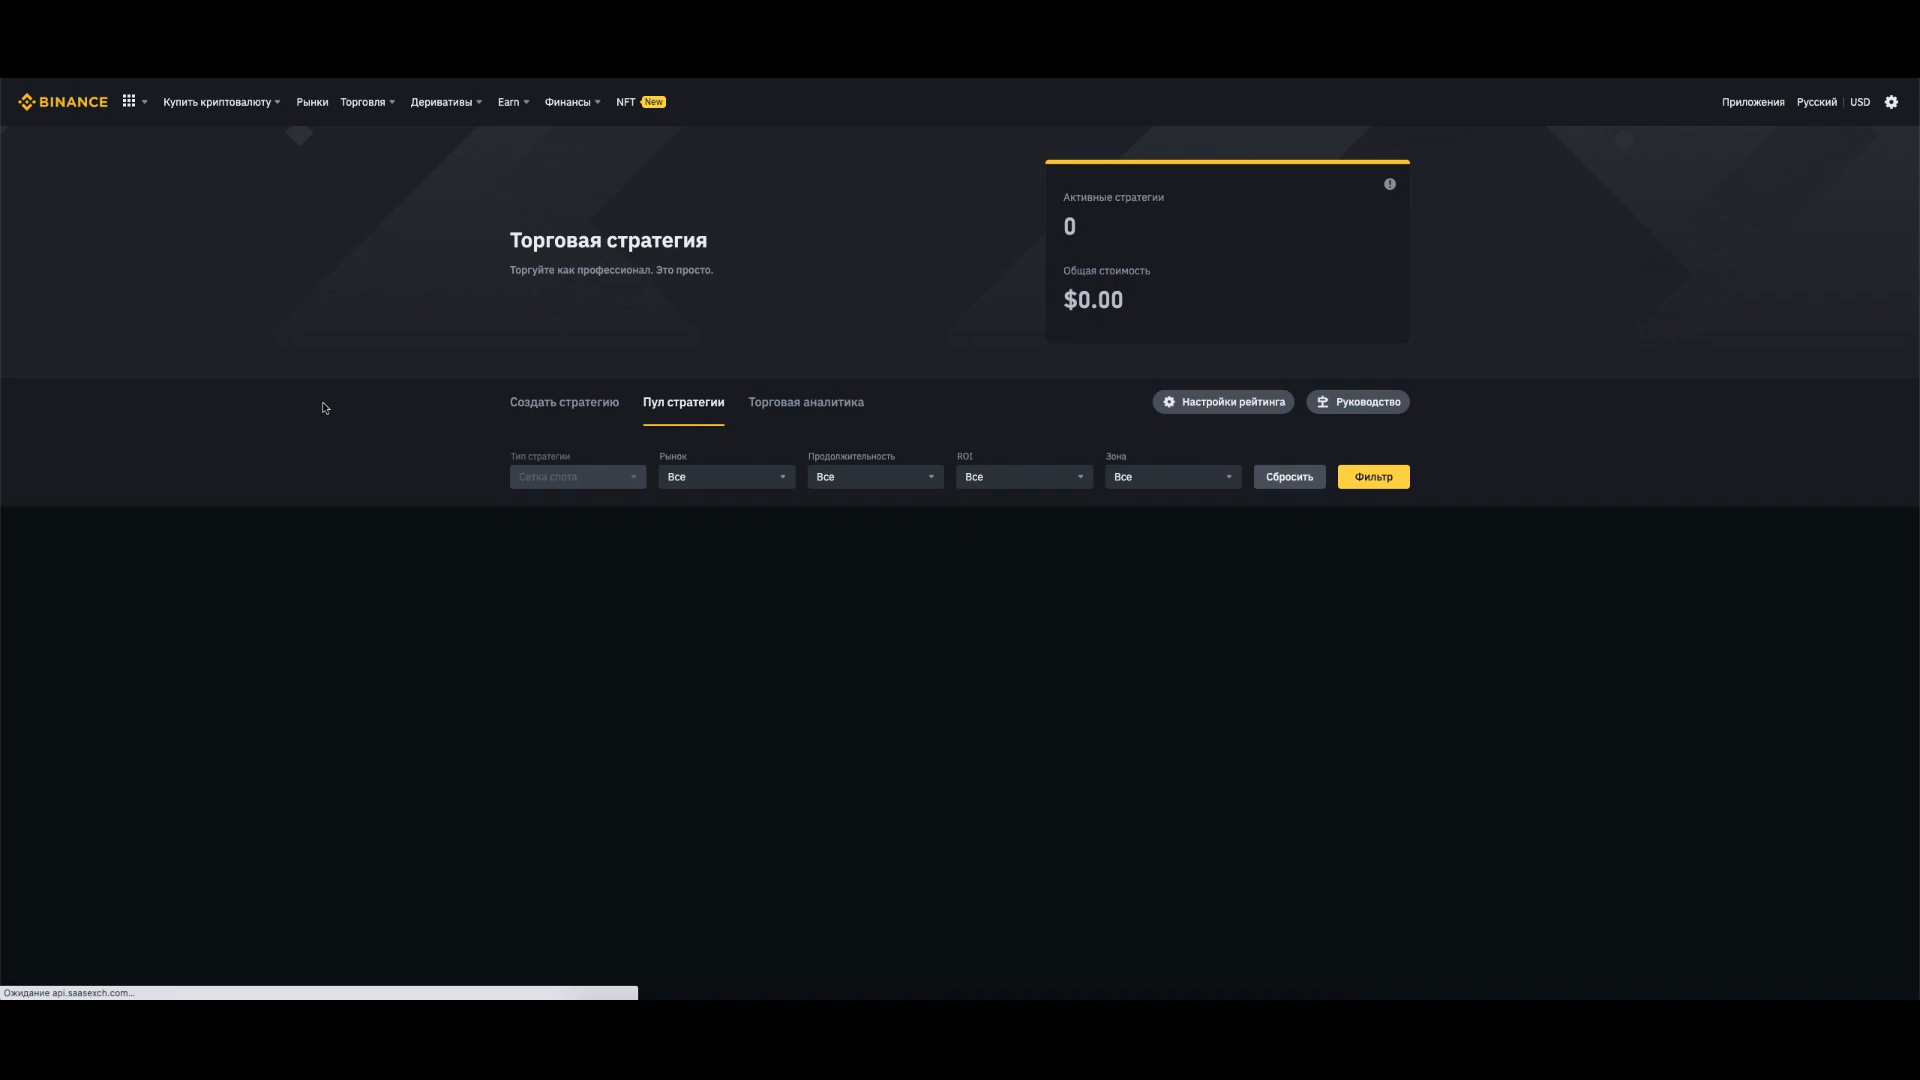 BINANCE Купить криптовалюту Рынки Торговля Деривативы Earn Финансы NFT New Приложения Русский USD
Активные стратегии
0
Торговая стратегия
Торгуйте как профессионал. Это просто.
Общая стоимость
$0.00
Создать стратегию Пул стратегии Торговая аналитика Настройки рейтинга Руководство
Тип стратегии Рынок Продолжительность ROI Зона
Сетка спота Все Все Все Все Сбросить Фильтр
Ожидание api.saasexch.com...